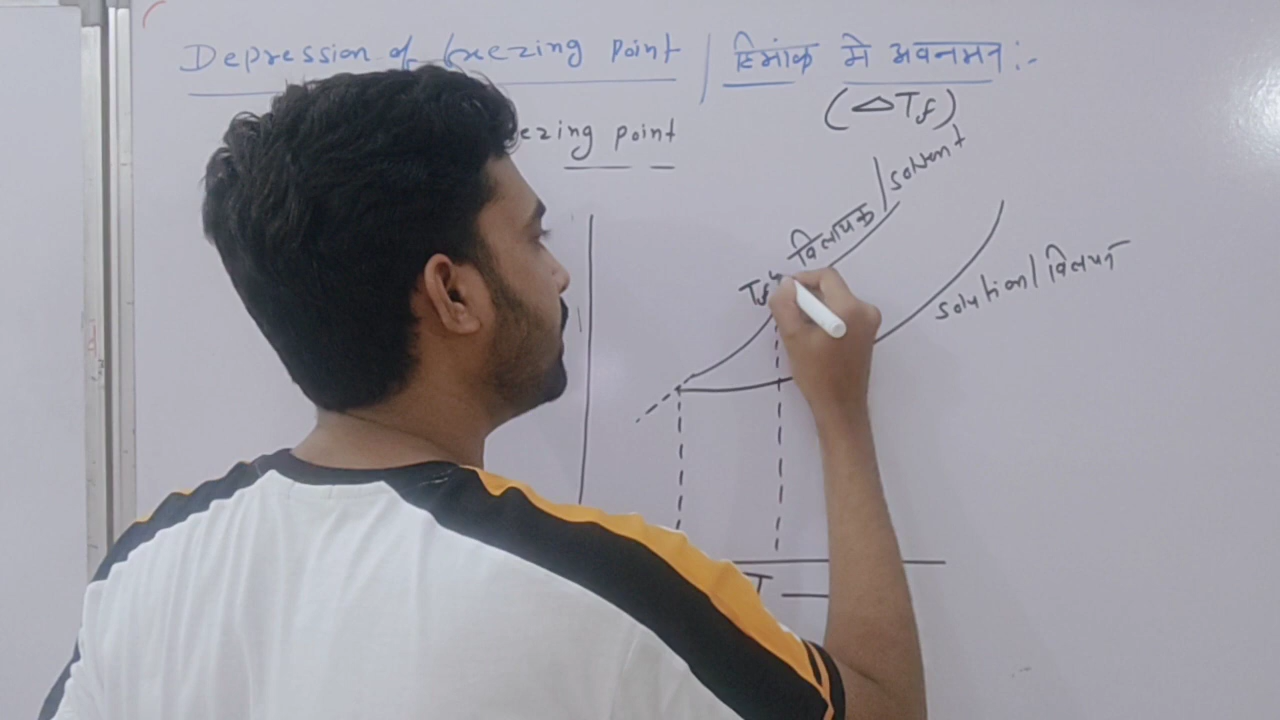 Depression of freezing point / हिमांक मे अवनमन :-
(△Tf)
ezing point
विलायक / solvent
Tf°
solution / विलयन
T